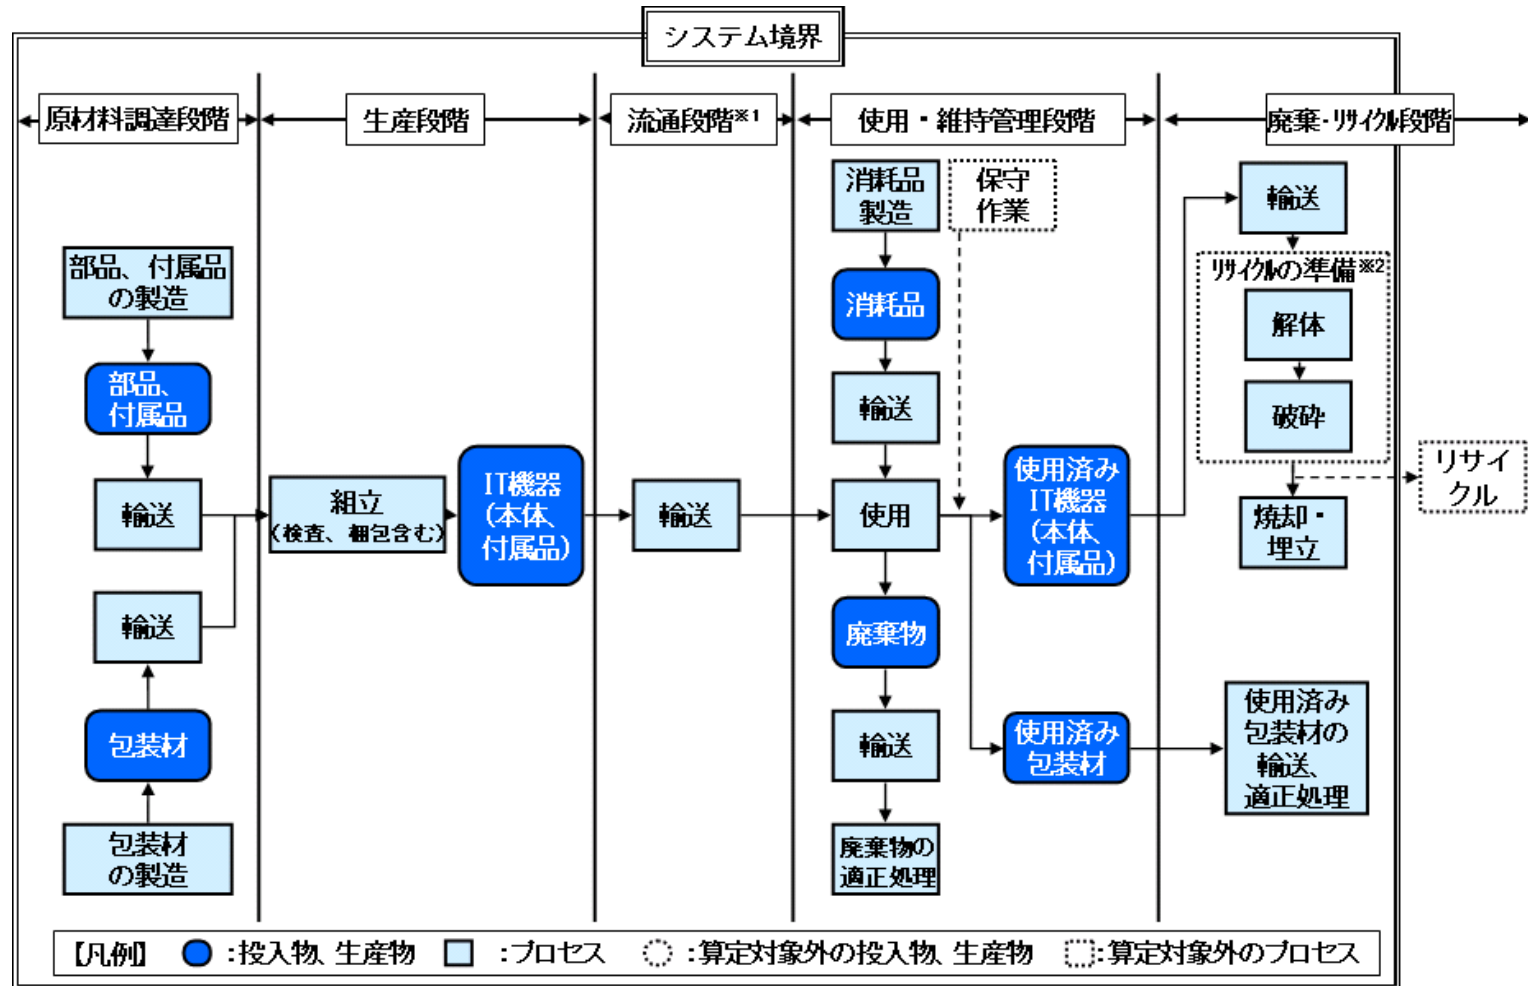 システム境界
原材料調達段階
生産段階
流通段階※1
使用・維持管理段階
廃棄・リサイクル段階
部品、付属品
の製造
部品、
付属品
輸送
輸送
包装材
包装材
の製造
組立
(検査、梱包含む)
IT機器
(本体、
付属品)
輸送
消耗品
製造
消耗品
輸送
使用
廃棄物
輸送
廃棄物の
適正処理
保守
作業
使用済み
IT機器
(本体、
付属品)
使用済み
包装材
輸送
リサイクルの準備※2
解体
破砕
焼却・
埋立
リサイ
クル
使用済み
包装材の
輸送、
適正処理
【凡例】 :投入物、生産物 :プロセス :算定対象外の投入物、生産物 :算定対象外のプロセス